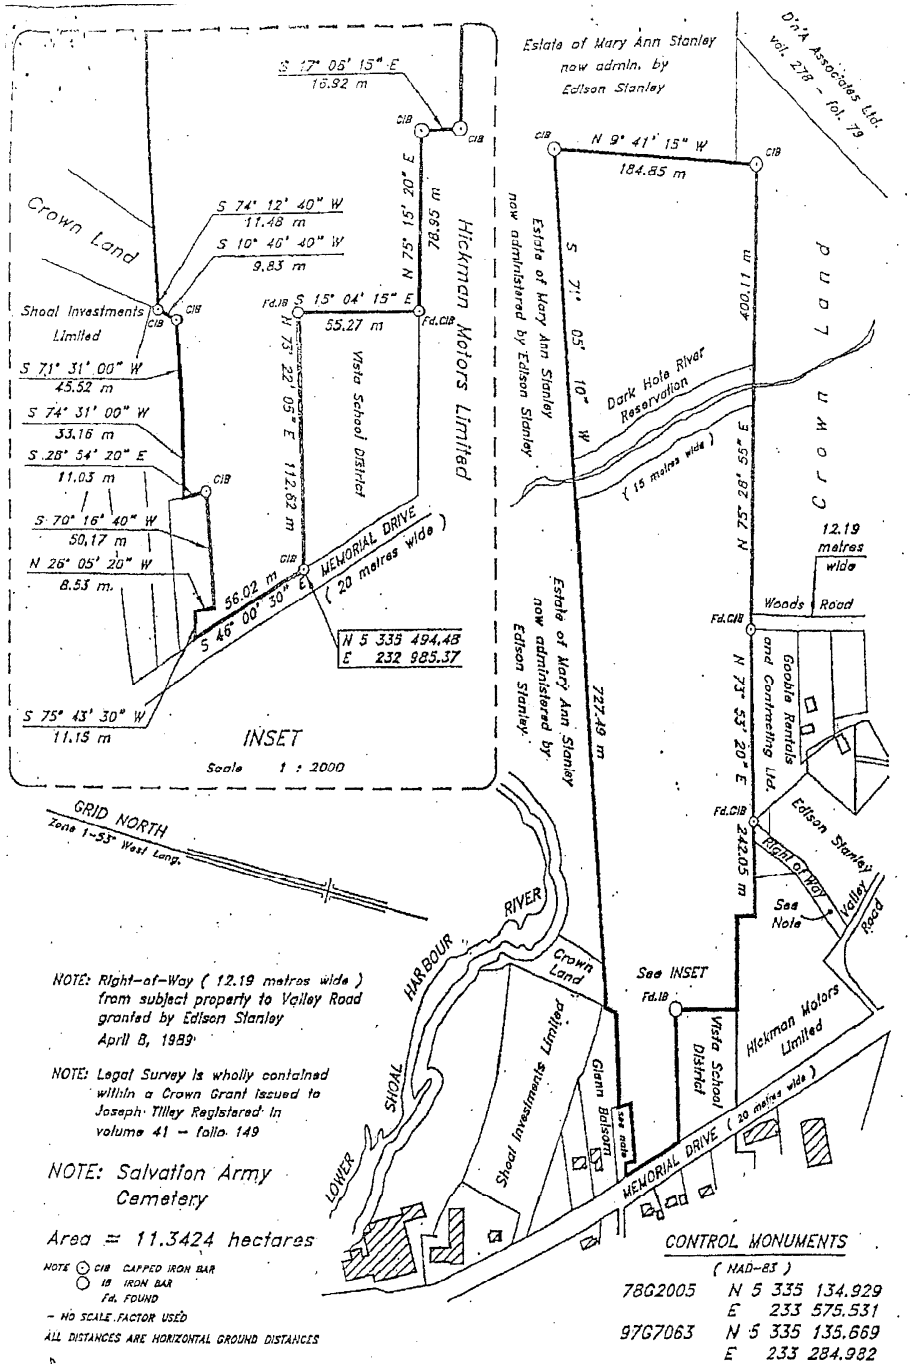 S 17° 06' 15" E
16.92 m
CIB
CIB
N 75° 15' 20" E
78.95 m
Crown Land
S 74° 12' 40" W
11.48 m
S 10° 46' 40" W
9.83 m
Hickman Motors Limited
Shoal Investments
Limited
CIB
CIB
Fd.IB
S 15° 04' 15" E
55.27 m
Fd.CIB
S 71° 31' 00" W
45.52 m
N 73° 22' 05" E 112.62 m
Vista School District
S 74° 31' 00" W
33.16 m
S 28° 54' 20" E
11.03 m
CIB
S 70° 16' 40" W
50.17 m
N 26° 05' 20" W
8.53 m.
CIB
MEMORIAL DRIVE
( 20 metres wide )
56.02 m
S 46° 00' 30" E
N 5 335 494.48
E 232 985.37
S 75° 43' 30" W
11.15 m
INSET
Scale 1 : 2000
Estate of Mary Ann Stanley
now admin. by
Edison Stanley
D'n'A Associates Ltd.
vol. 278 - fol. 79
CIB
N 9° 41' 15" W
184.85 m
CIB
Estate of Mary Ann Stanley
now administered by Edison Stanley
S 71° 05' 10" W
727.49 m
400.11 m
N 75° 28' 55" E
Crown Land
Dark Hole River
Reservation
( 15 metres wide )
12.19
metres
wide
Woods Road
Fd.CIB
Estate of Mary Ann Stanley
now administered by
Edison Stanley
N 73° 53' 20" E
242.05 m
Goobie Rentals
and Contracting Ltd.
Fd.CIB
Edison Stanley
Right of Way
See
Note
Valley
Road
GRID NORTH
Zone 1-53° West Long.
LOWER SHOAL HARBOUR RIVER
Crown
Land
See INSET
Fd.IB
Shoal Investments Limited
Glenn Balsom
see note
Vista School
District
Hickman Motors
Limited
MEMORIAL DRIVE ( 20 metres wide )
NOTE: Right-of-Way ( 12.19 metres wide )
from subject property to Valley Road
granted by Edison Stanley
April 8, 1989
NOTE: Legal Survey is wholly contained
within a Crown Grant issued to
Joseph Tilley Registered in
volume 41 - folio 149
NOTE: Salvation Army
Cemetery
Area = 11.3424 hectares
NOTE CIB CAPPED IRON BAR
IB IRON BAR
Fd. FOUND
- NO SCALE FACTOR USED
ALL DISTANCES ARE HORIZONTAL GROUND DISTANCES
CONTROL MONUMENTS
( NAD-83 )
78G2005 N 5 335 134.929
E 233 575.531
97G7063 N 5 335 135.669
E 233 284.982